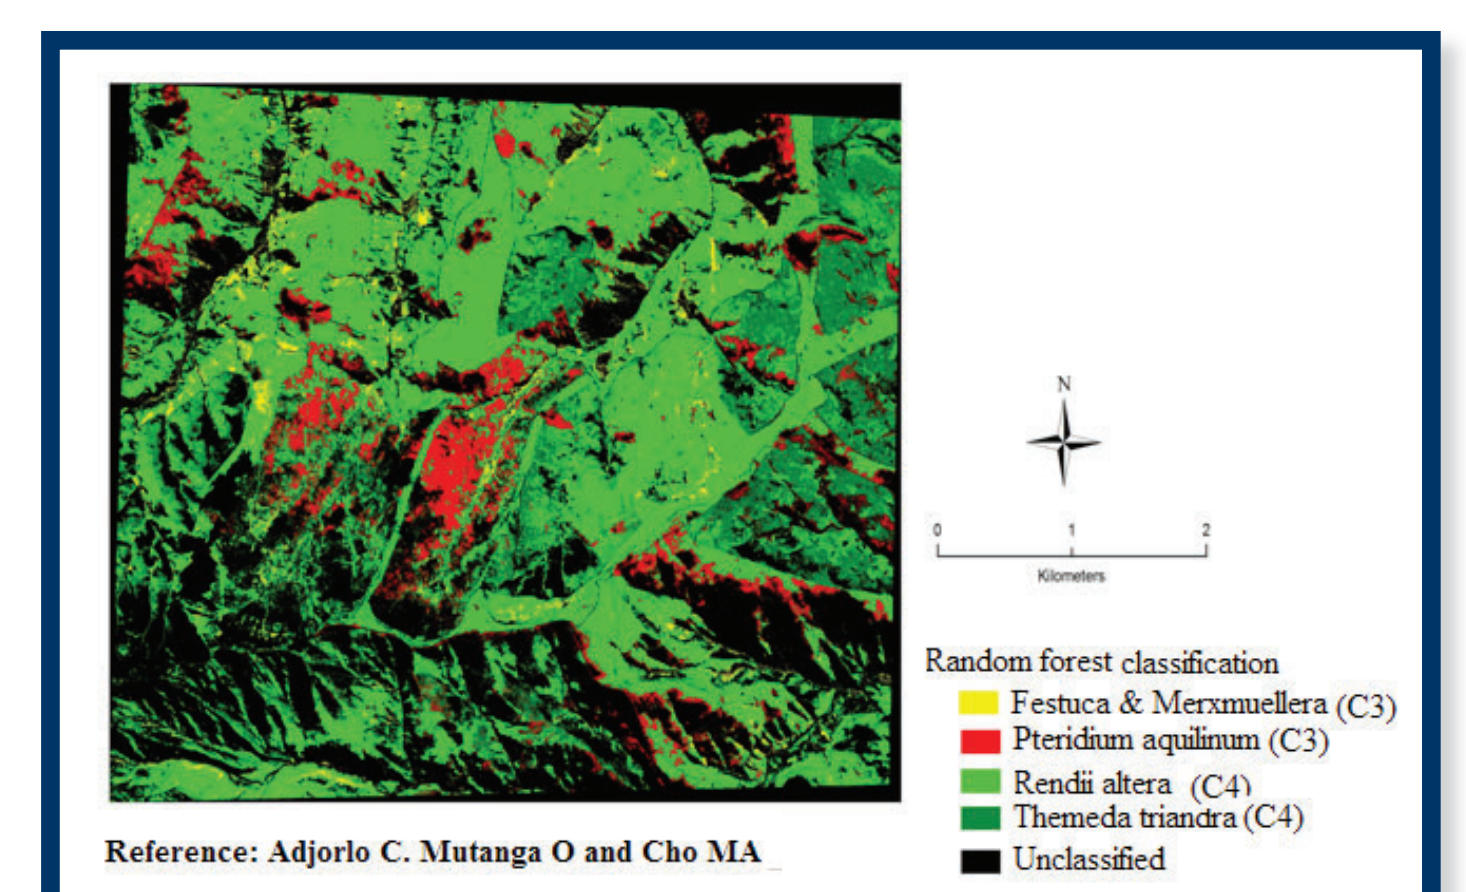 N
0 1 2
Kilometers
Random forest classification
Festuca & Merxmuellera (C3)
Pteridium aquilinum (C3)
Rendii altera (C4)
Themeda triandra (C4)
Unclassified
Reference: Adjorlo C. Mutanga O and Cho MA